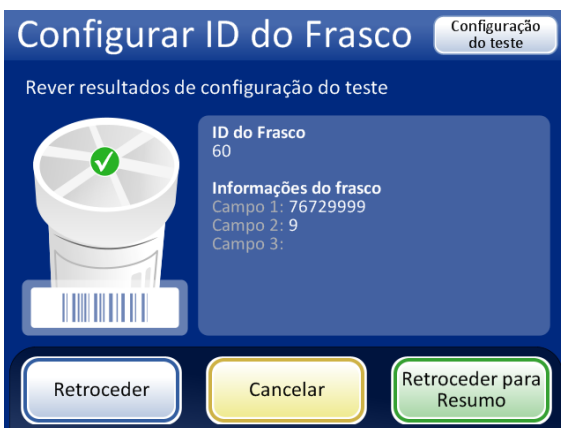 Configurar ID do Frasco
Configuração
do teste
Rever resultados de configuração do teste
ID do Frasco
60
Informações do frasco
Campo 1: 76729999
Campo 2: 9
Campo 3:
Retroceder
Cancelar
Retroceder para
Resumo